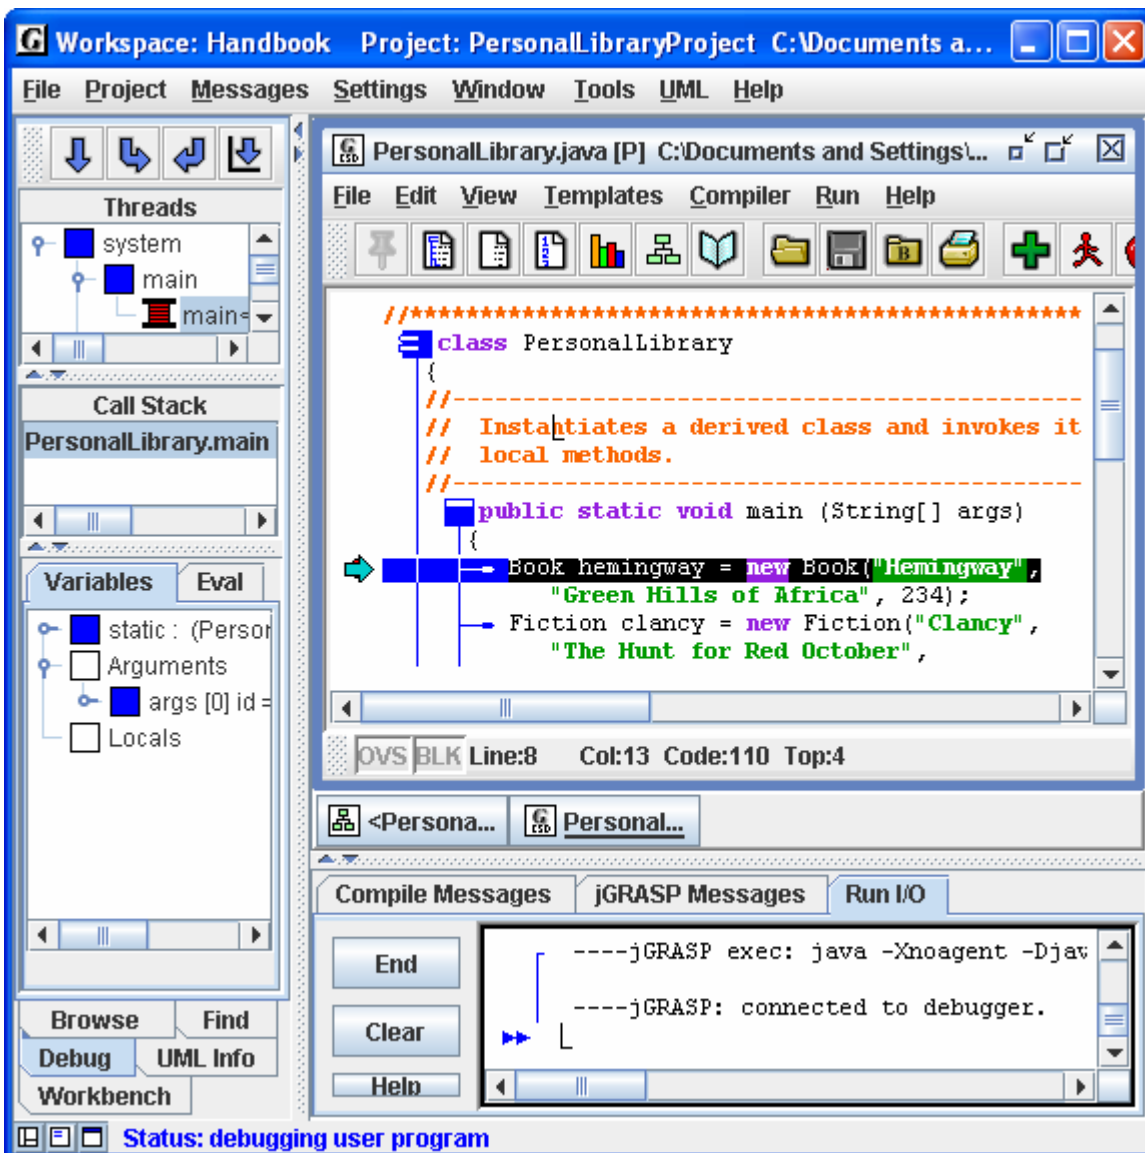 Workspace: Handbook Project: PersonalLibraryProject C:\Documents a...
File Project Messages Settings Window Tools UML Help
Threads
system
main
main<
Call Stack
PersonalLibrary.main
Variables Eval
static : (Person
Arguments
args [0] id =
Locals
Browse Find
Debug UML Info
Workbench
PersonalLibrary.java [P] C:\Documents and Settings\...
File Edit View Templates Compiler Run Help
//*************************************************
class PersonalLibrary
{
//----------------------------------------------
// Instantiates a derived class and invokes it
// local methods.
//----------------------------------------------
public static void main (String[] args)
{
Book hemingway = new Book("Hemingway",
"Green Hills of Africa", 234);
Fiction clancy = new Fiction("Clancy",
"The Hunt for Red October",
OVS BLK Line:8 Col:13 Code:110 Top:4
<Persona... Personal...
Compile Messages jGRASP Messages Run I/O
End
Clear
Help
----jGRASP exec: java -Xnoagent -Djav
----jGRASP: connected to debugger.
Status: debugging user program